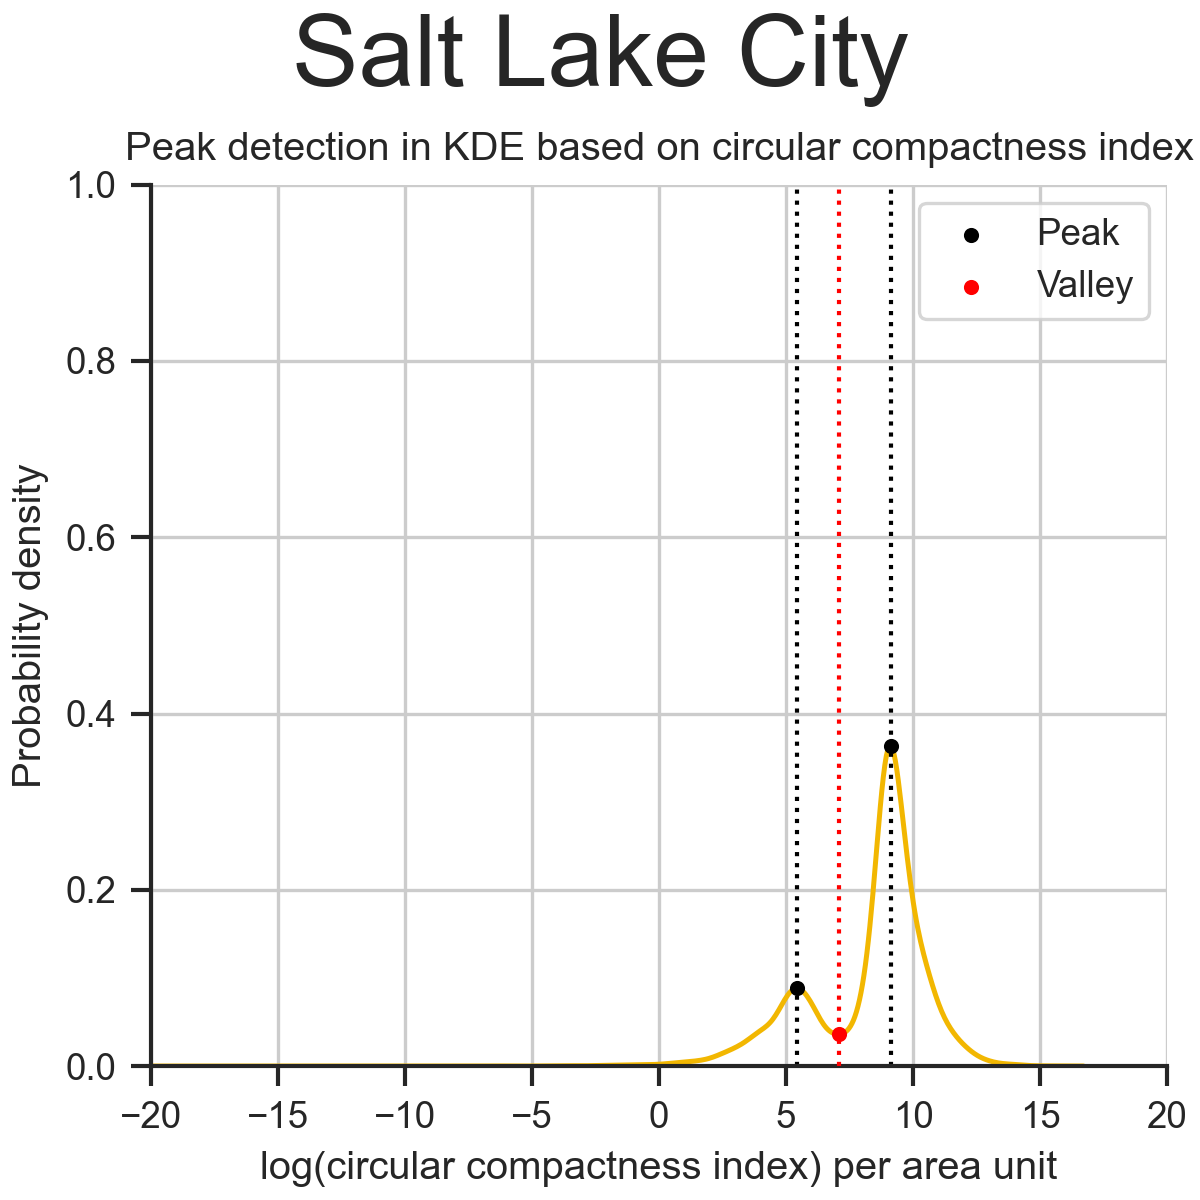 Salt Lake City
Peak detection in KDE based on circular compactness index
1.0
0.8
0.6
0.4
0.2
0.0
Probability density
Peak
Valley
−20 −15 −10 −5 0 5 10 15 20
log(circular compactness index) per area unit